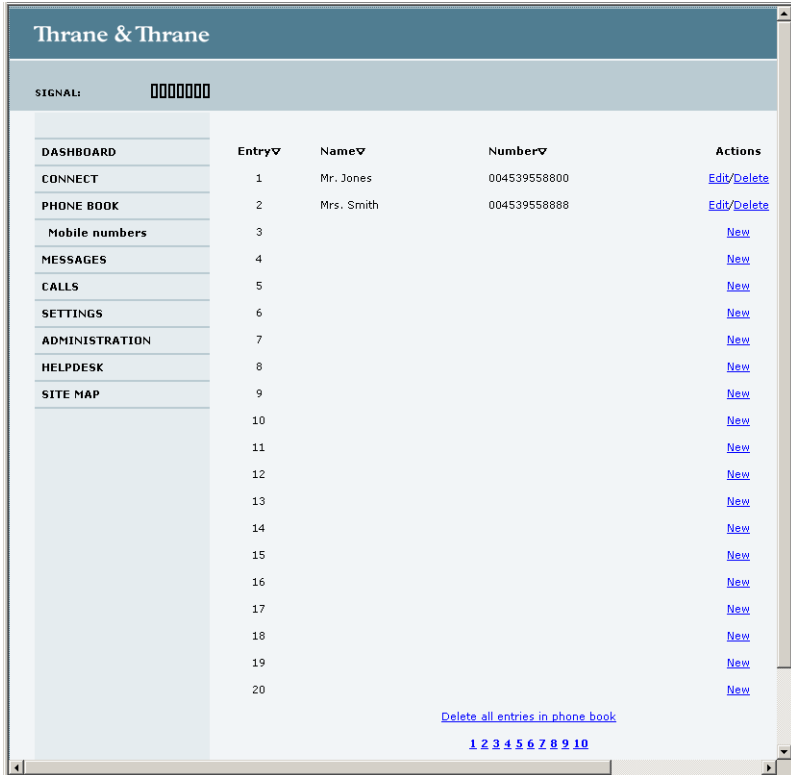 Thrane & Thrane
SIGNAL:
DASHBOARD
CONNECT
PHONE BOOK
Mobile numbers
MESSAGES
CALLS
SETTINGS
ADMINISTRATION
HELPDESK
SITE MAP
Entry Name Number Actions
1 Mr. Jones 004539558800 Edit/Delete
2 Mrs. Smith 004539558888 Edit/Delete
3 New
4 New
5 New
6 New
7 New
8 New
9 New
10 New
11 New
12 New
13 New
14 New
15 New
16 New
17 New
18 New
19 New
20 New
Delete all entries in phone book
1 2 3 4 5 6 7 8 9 10